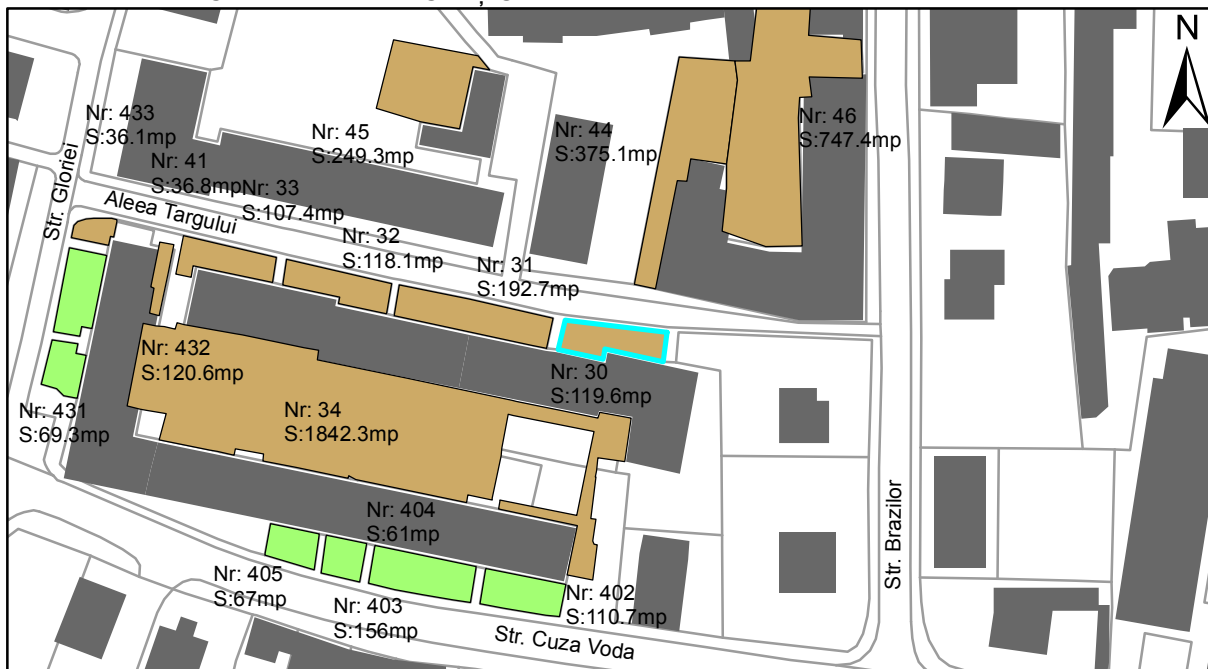 N
Nr: 433
S:36.1mp
Nr: 45
S:249.3mp
Nr: 44
S:375.1mp
Nr: 46
S:747.4mp
Nr: 41
S:36.8mp
Nr: 33
S:107.4mp
Str. Gloriei
Aleea Targului
Nr: 32
S:118.1mp
Nr: 31
S:192.7mp
Nr: 432
S:120.6mp
Nr: 30
S:119.6mp
Nr: 431
S:69.3mp
Nr: 34
S:1842.3mp
Nr: 404
S:61mp
Str. Brazilor
Nr: 405
S:67mp
Nr: 403
S:156mp
Nr: 402
S:110.7mp
Str. Cuza Voda